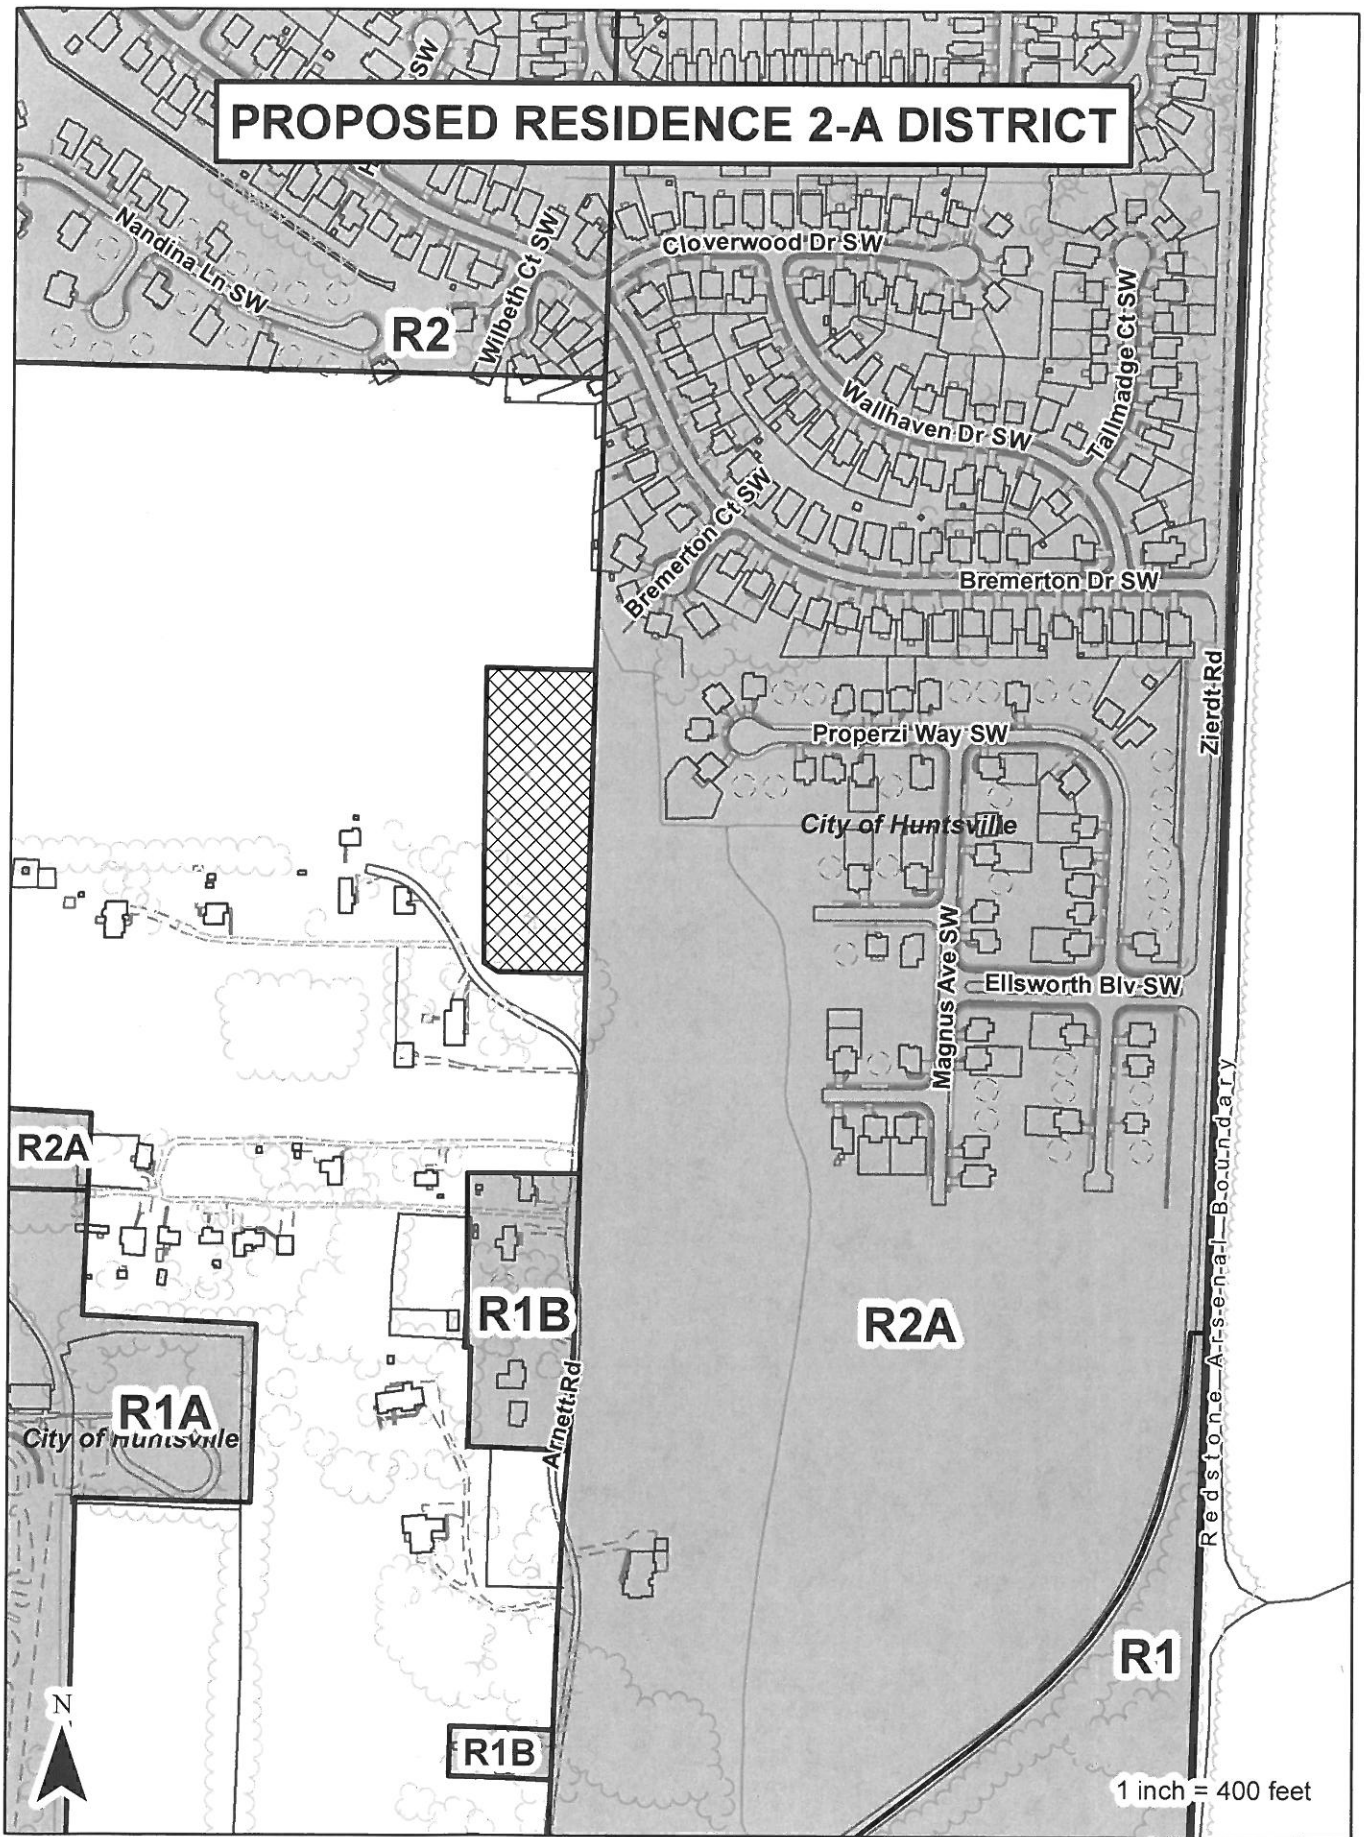 SW
PROPOSED RESIDENCE 2-A DISTRICT
Nandina Ln SW
Wilbeth Ct SW
Cloverwood Dr SW
R2
Tallmadge Ct SW
Wallhaven Dr SW
Bremerton Ct SW
Bremerton Dr SW
Zierdt Rd
Properzi Way SW
City of Huntsville
Magnus Ave SW
Ellsworth Blv SW
Redstone Arsenal Boundary
R2A
R1B
R2A
Arnett Rd
R1A
City of Huntsville
R1
N
R1B
1 inch = 400 feet